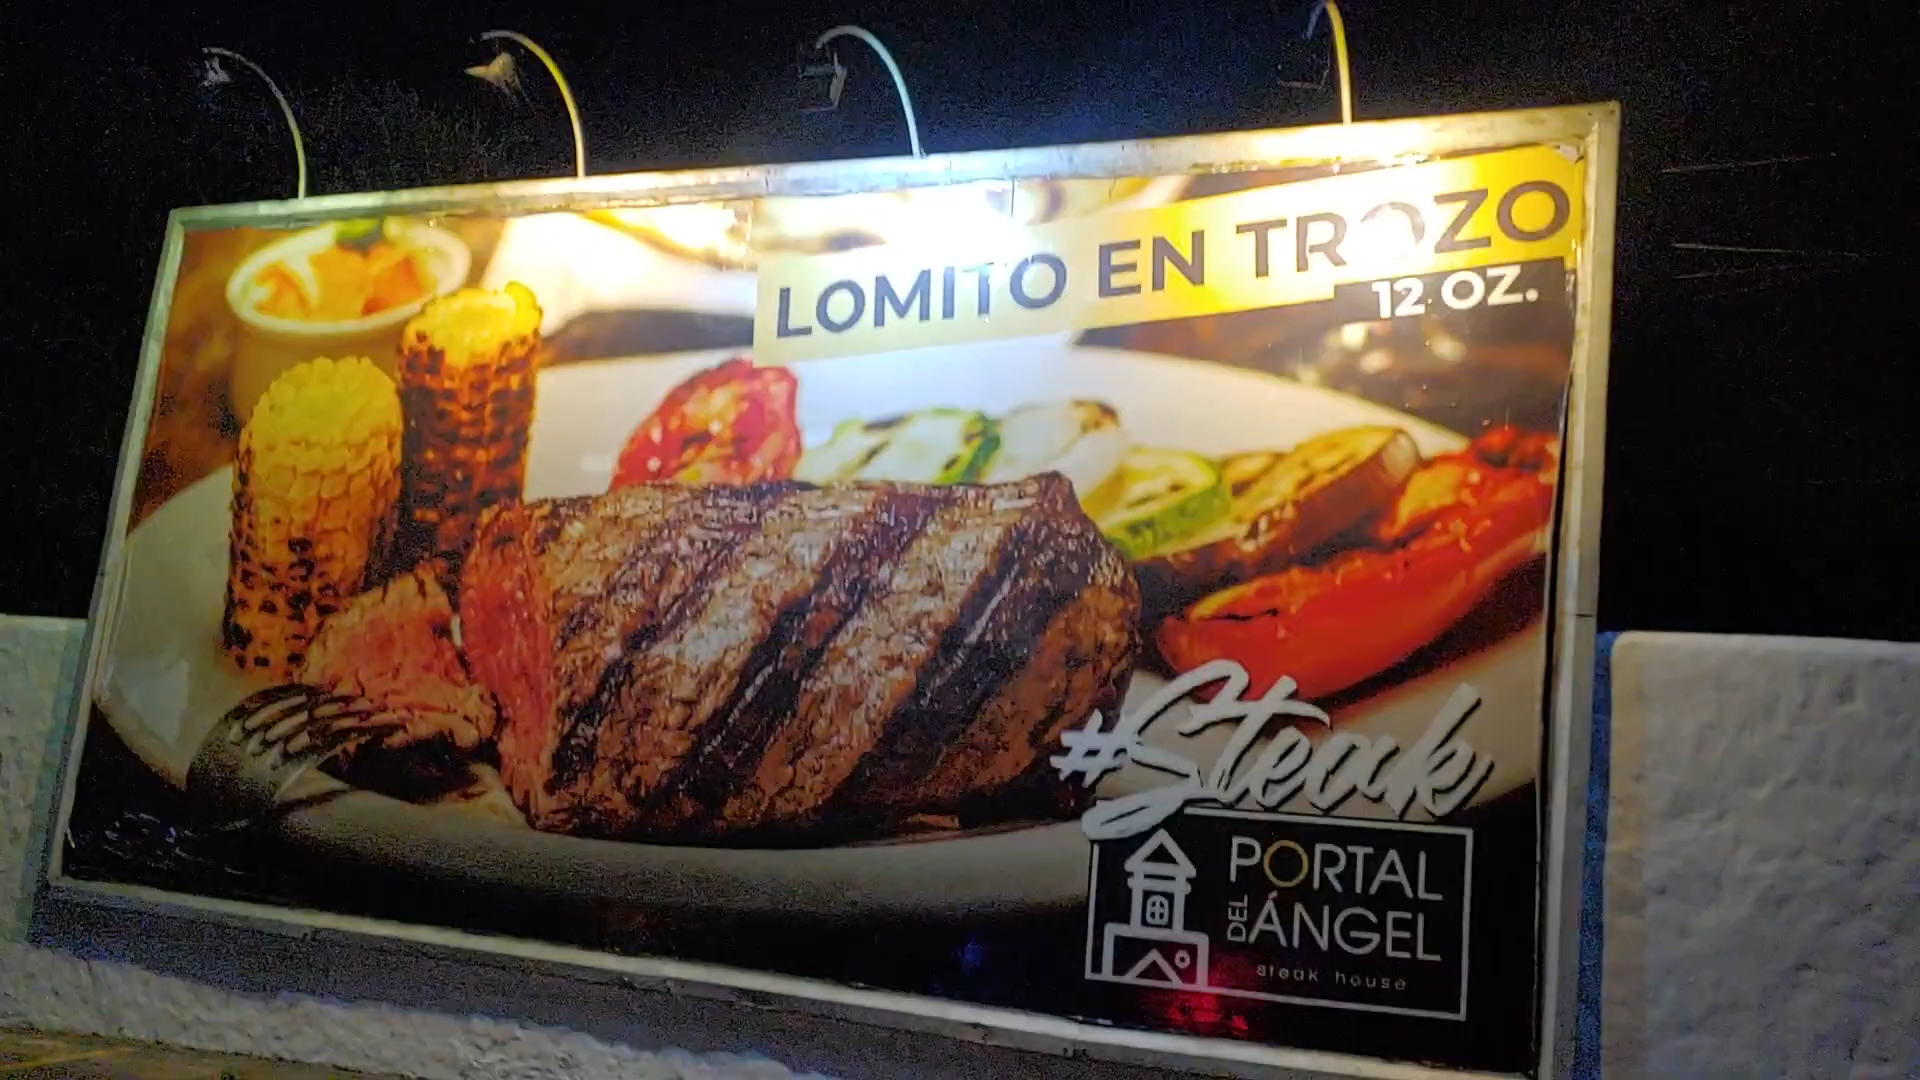 LOMITO EN TROZO
12 OZ.
#Steak
PORTAL
DEL ÁNGEL
steak house